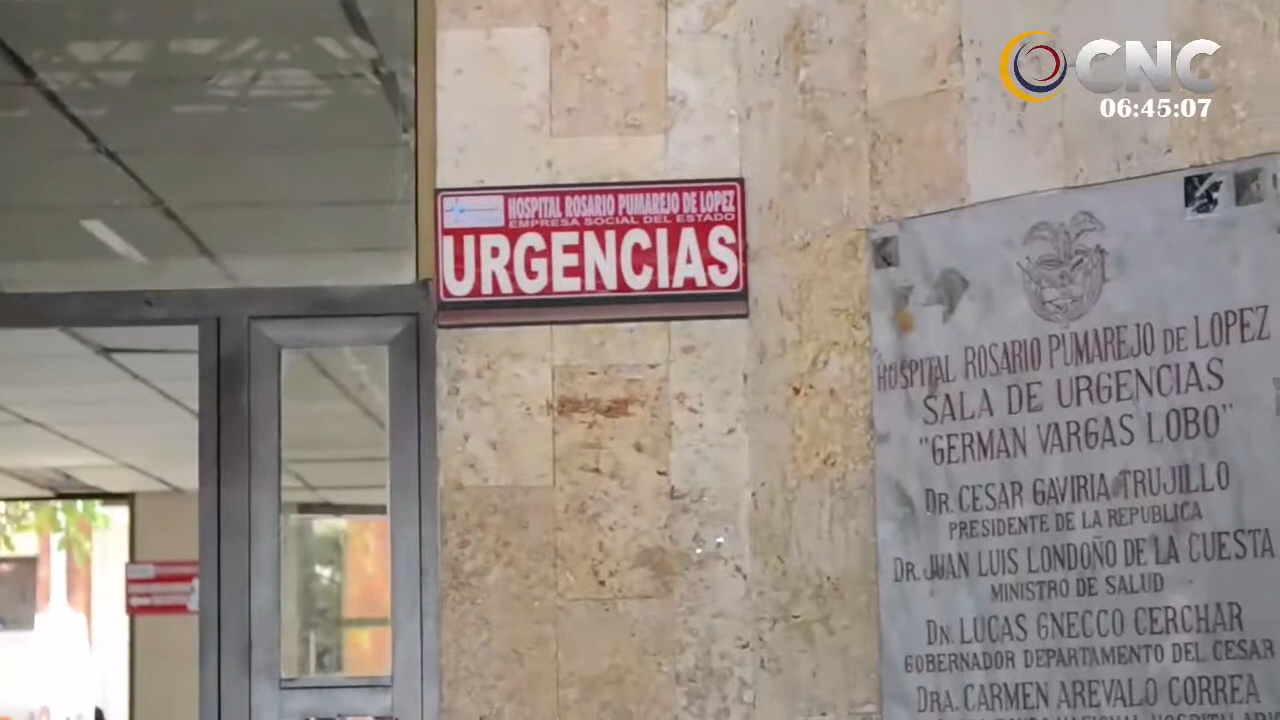 CNC
06:45:07
HOSPITAL ROSARIO PUMAREJO DE LOPEZ
EMPRESA SOCIAL DEL ESTADO
URGENCIAS
HOSPITAL ROSARIO PUMAREJO DE LOPEZ
SALA DE URGENCIAS
"GERMAN VARGAS LOBO"
DR. CESAR GAVIRIA TRUJILLO
PRESIDENTE DE LA REPUBLICA
DR. JUAN LUIS LONDOÑO DE LA CUESTA
MINISTRO DE SALUD
DN. LUCAS GNECCO CERCHAR
GOBERNADOR DEPARTAMENTO DEL CESAR
DRA. CARMEN AREVALO CORREA